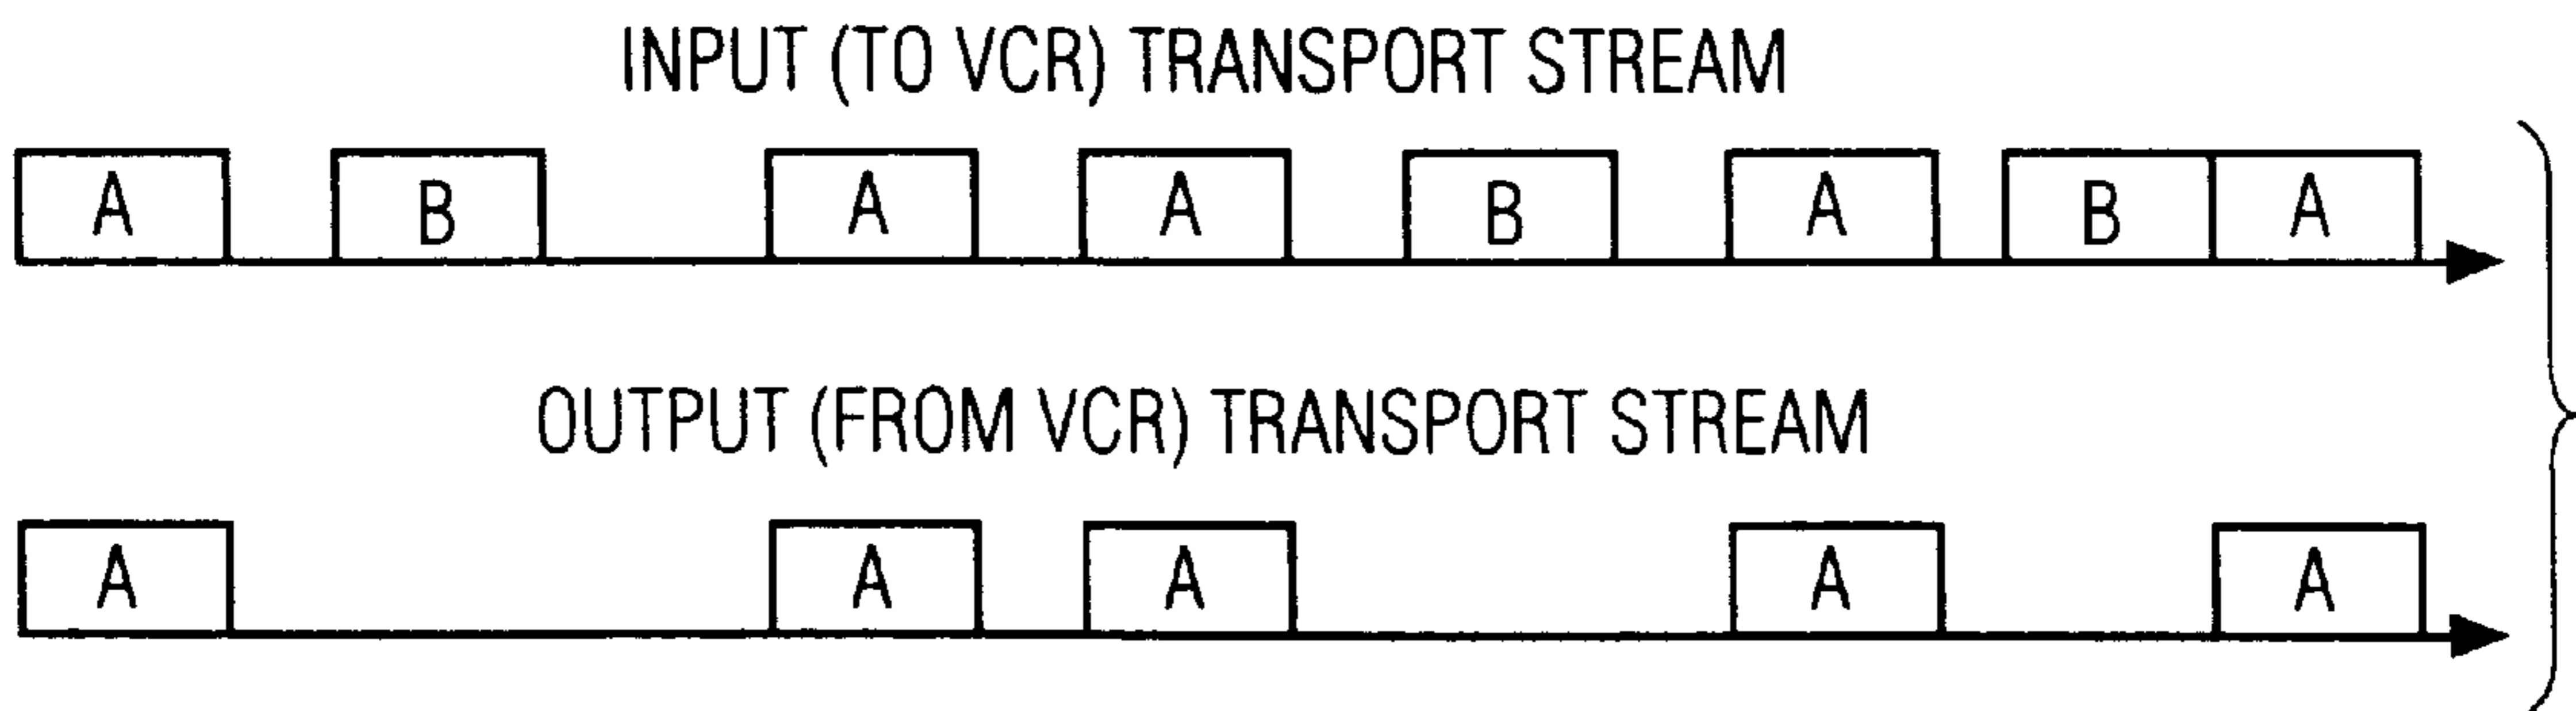 INPUT (TO VCR) TRANSPORT STREAM
A B A A B A B A
OUTPUT (FROM VCR) TRANSPORT STREAM
A A A A A